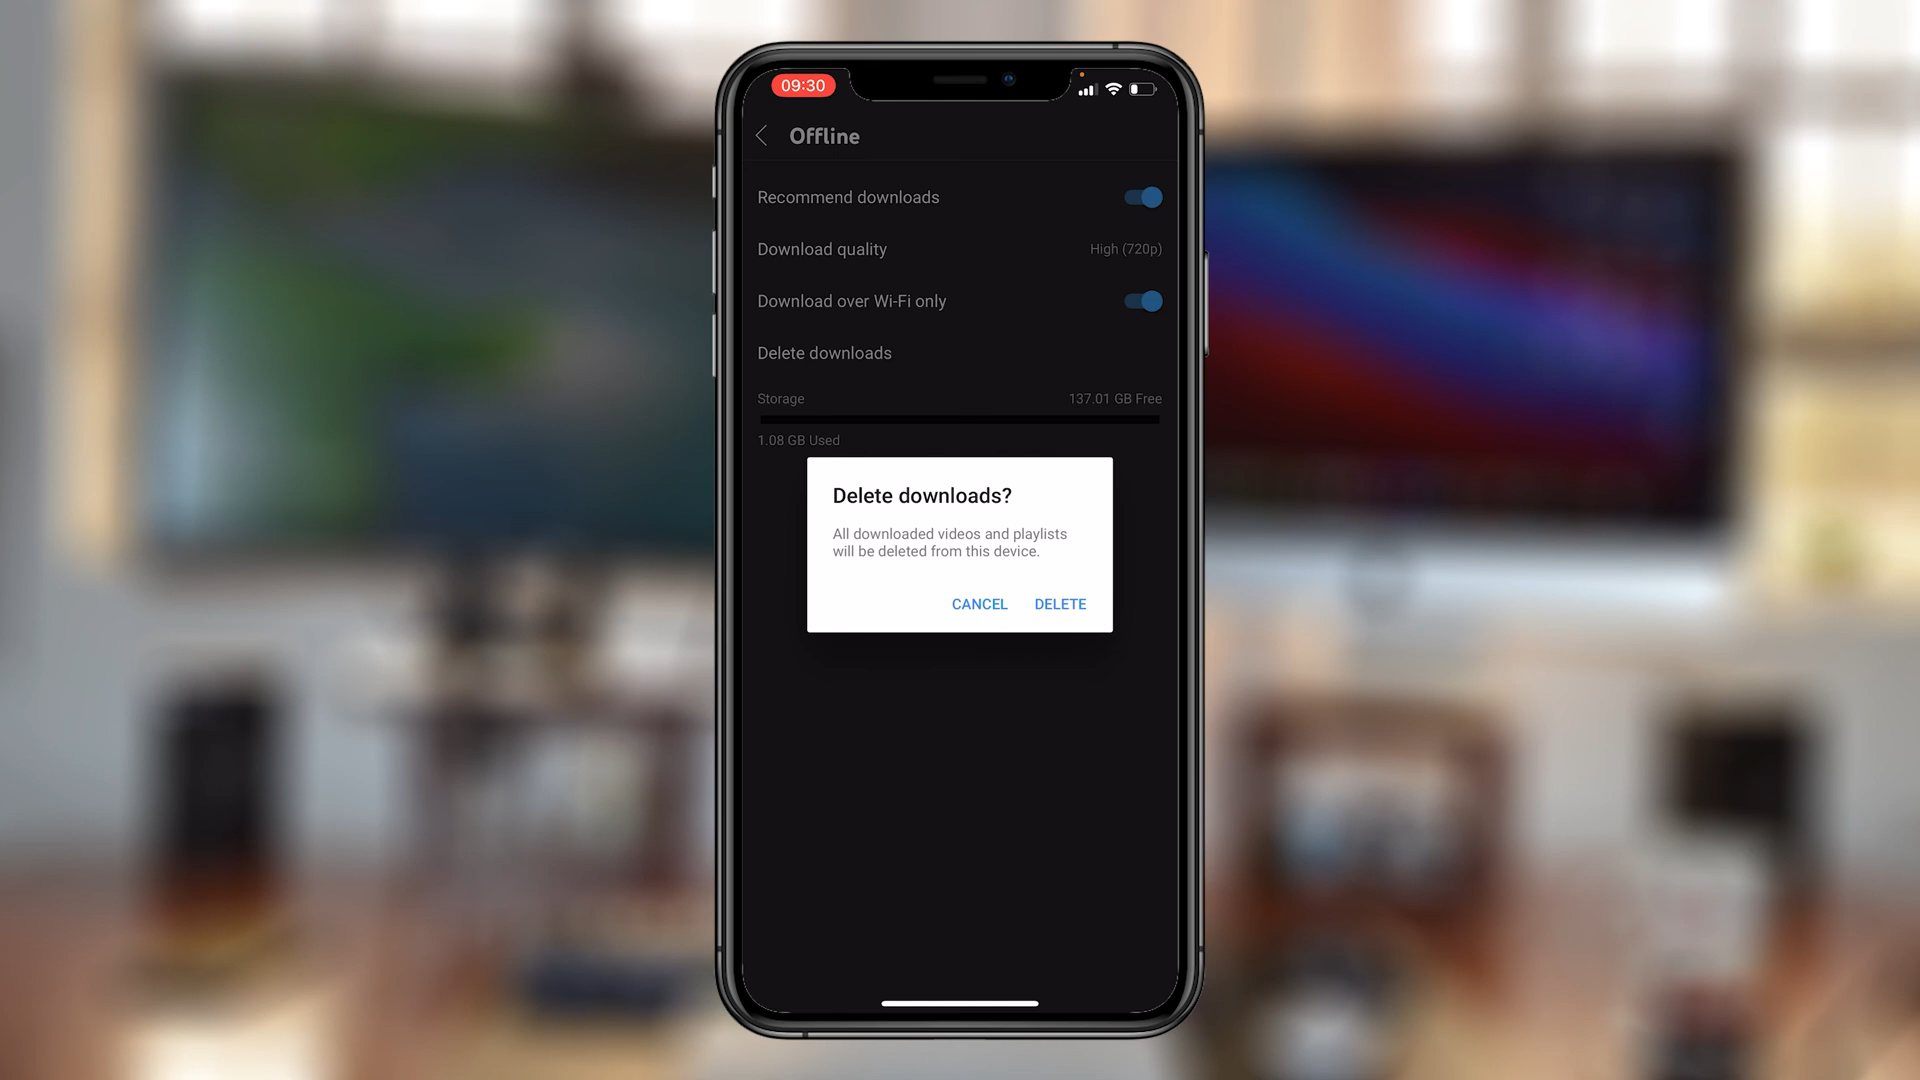 09:30
Offline
Recommend downloads
Download quality High (720p)
Download over Wi-Fi only
Delete downloads
Storage 137.01 GB Free
1.08 GB Used
Delete downloads?
All downloaded videos and playlists
will be deleted from this device.
CANCEL DELETE